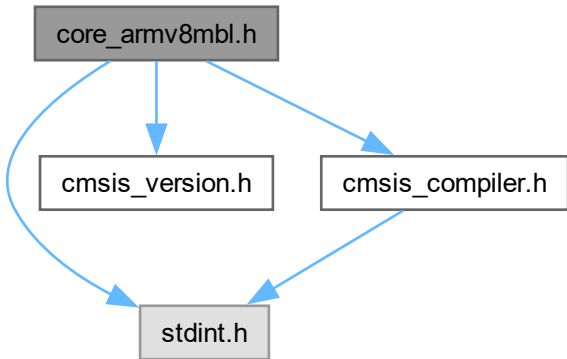 core_armv8mbl.h
cmsis_version.h
cmsis_compiler.h
stdint.h